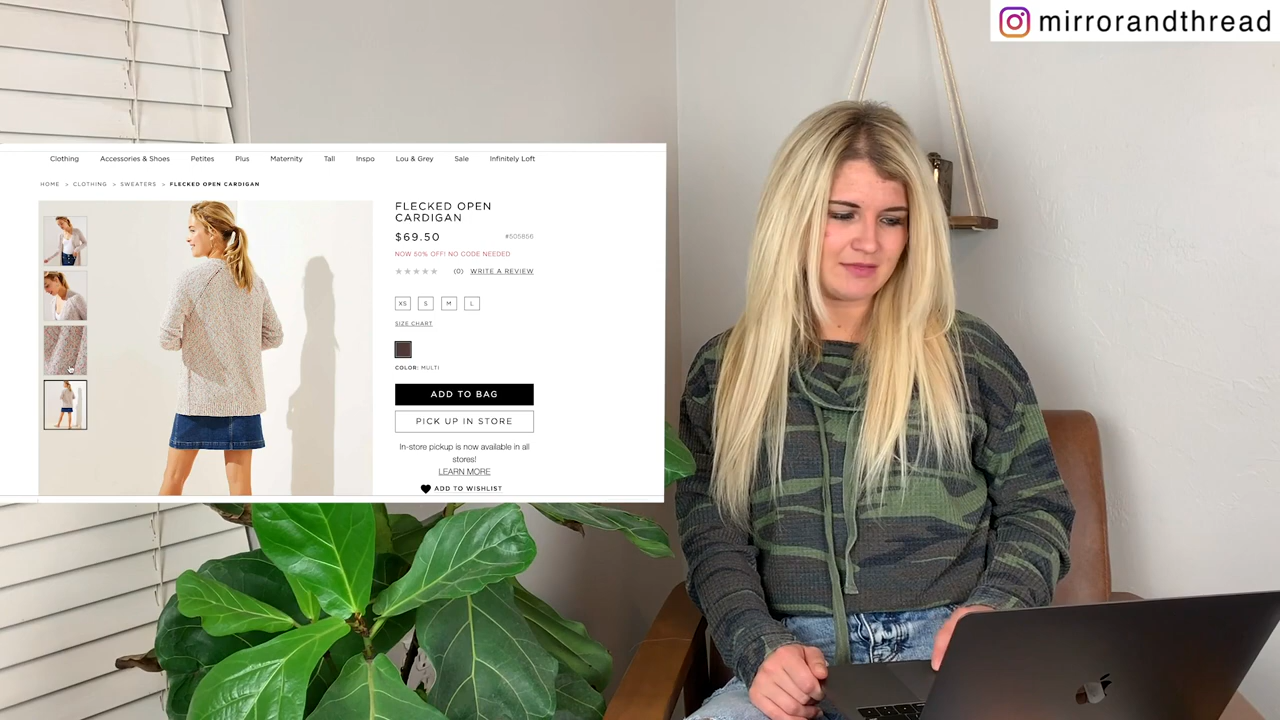 mirrorandthread
Clothing Accessories & Shoes Petites Plus Maternity Tall Inspo Lou & Grey Sale Infinitely Loft
HOME > CLOTHING > SWEATERS > FLECKED OPEN CARDIGAN
FLECKED OPEN
CARDIGAN
$69.50 #505856
NOW 50% OFF! NO CODE NEEDED
(0) WRITE A REVIEW
XS S M L
SIZE CHART
COLOR: MULTI
ADD TO BAG
PICK UP IN STORE
In-store pickup is now available in all
stores!
LEARN MORE
ADD TO WISHLIST